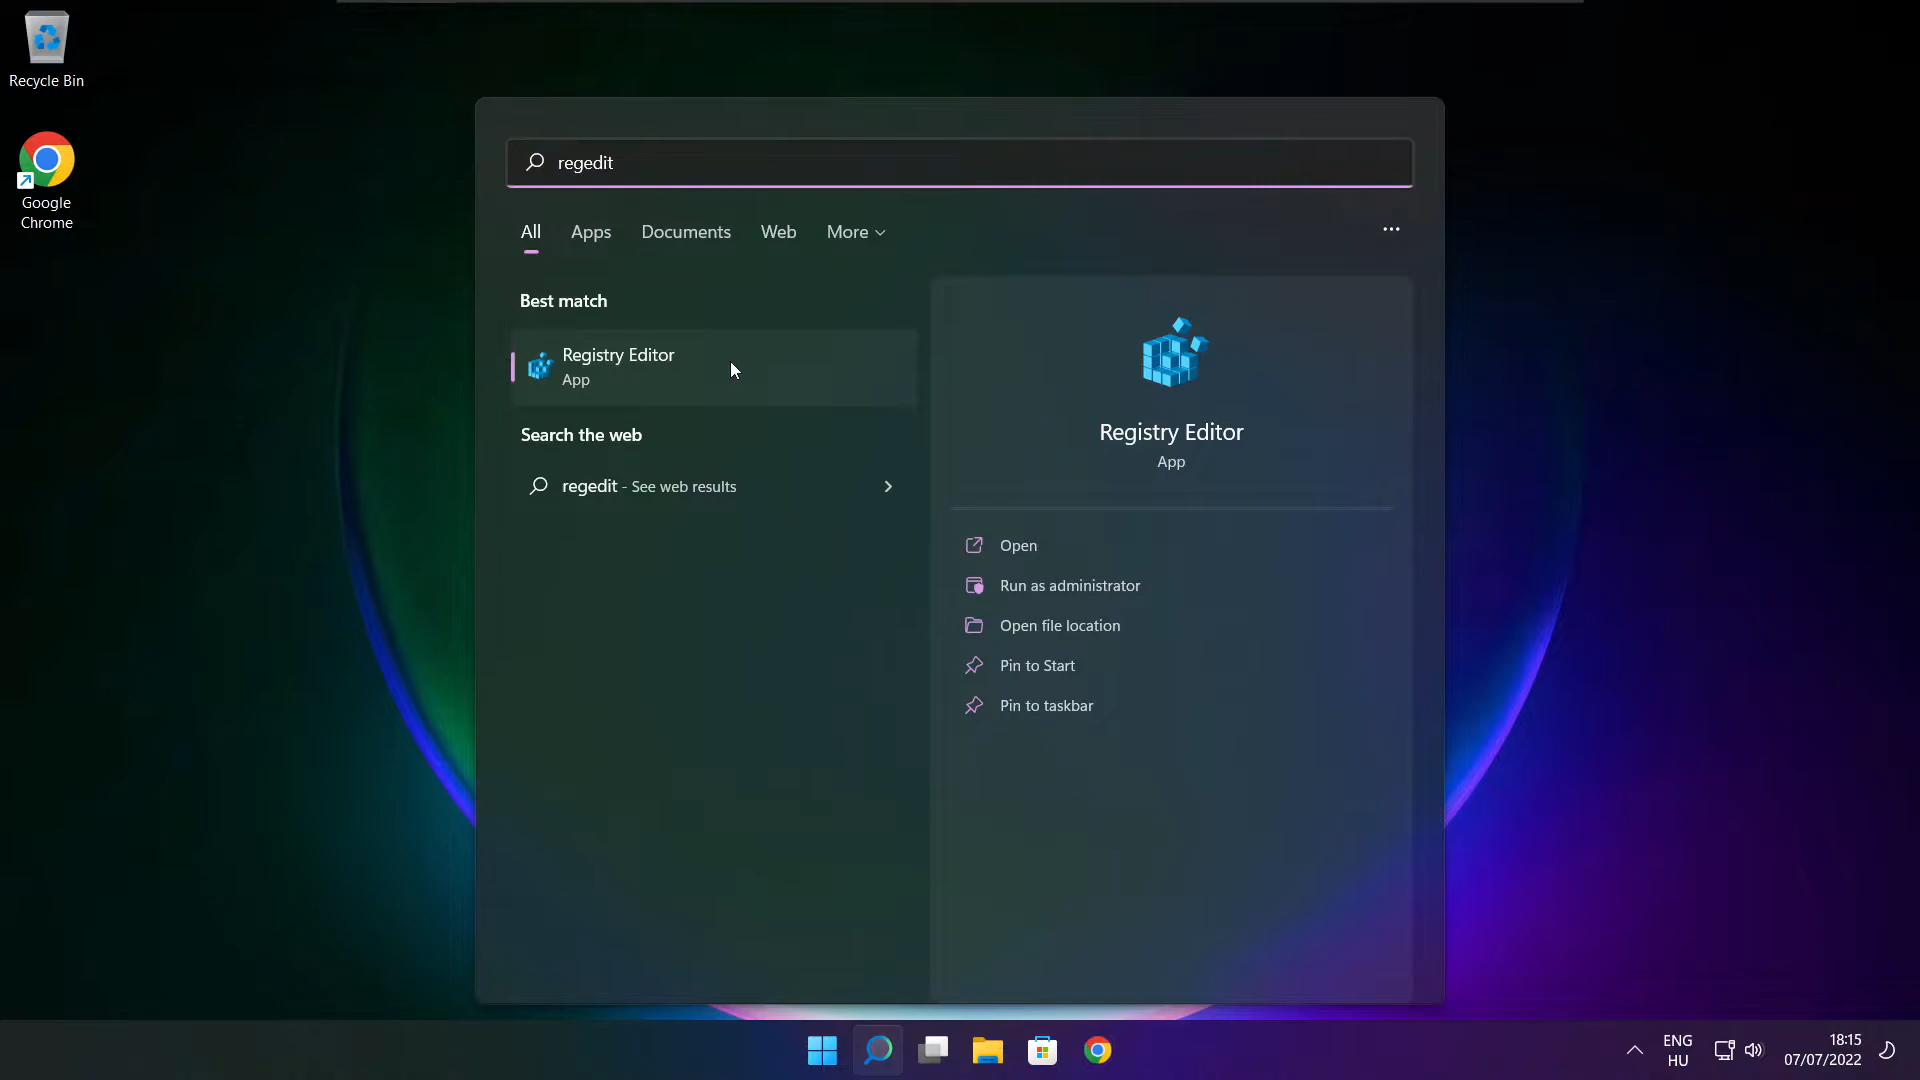 Recycle Bin
Google
Chrome
regedit
All Apps Documents Web More
Best match
Registry Editor
App
Search the web
regedit - See web results
Registry Editor
App
Open
Run as administrator
Open file location
Pin to Start
Pin to taskbar
ENG
HU
18:15
07/07/2022